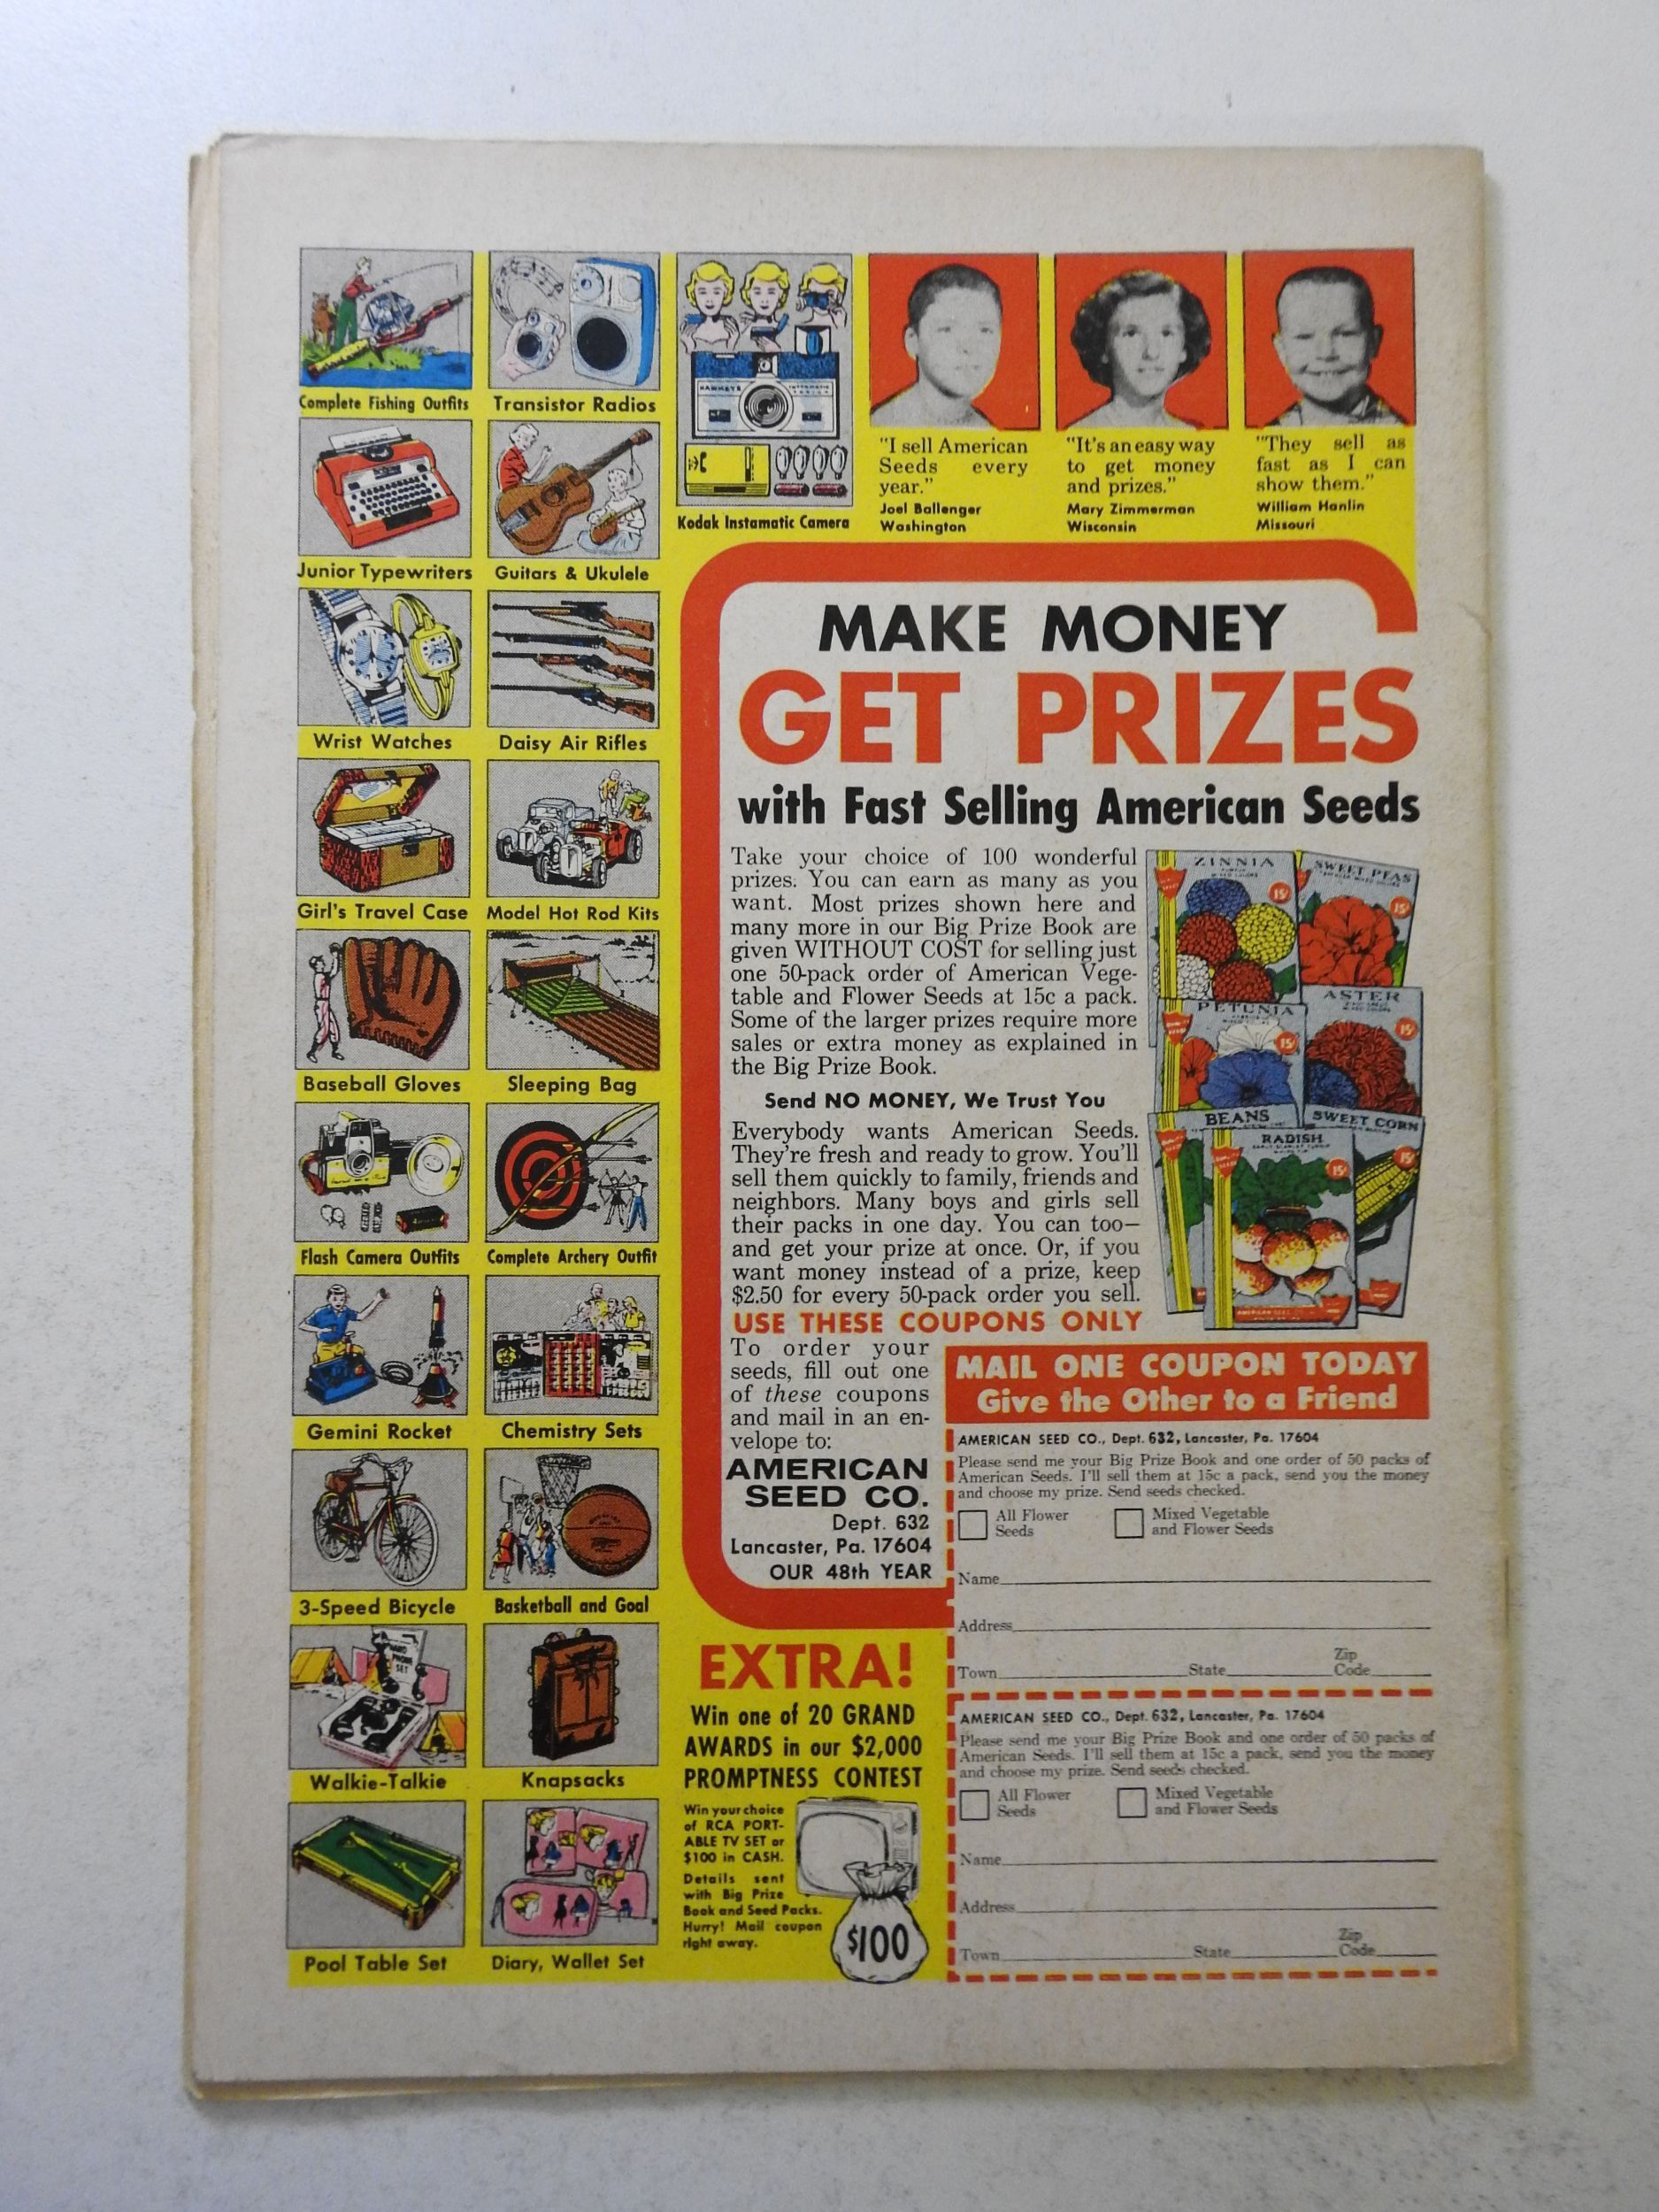 Complete Fishing Outfits
Transistor Radios
HAWKEYE INSTAMATIC
Kodak Instamatic Camera
Junior Typewriters
Guitars & Ukulele
Wrist Watches
Daisy Air Rifles
Girl's Travel Case
Model Hot Rod Kits
Baseball Gloves
Sleeping Bag
Flash Camera Outfits
Complete Archery Outfit
Gemini Rocket
Chemistry Sets
3-Speed Bicycle
Basketball and Goal
Walkie-Talkie
Knapsacks
Pool Table Set
Diary, Wallet Set
"I sell American
Seeds every
year."
Joel Ballenger
Washington
"It's an easy way
to get money
and prizes."
Mary Zimmerman
Wisconsin
"They sell as
fast as I can
show them."
William Hanlin
Missouri
MAKE MONEY
GET PRIZES
with Fast Selling American Seeds
Take your choice of 100 wonderful
prizes. You can earn as many as you
want. Most prizes shown here and
many more in our Big Prize Book are
given WITHOUT COST for selling just
one 50-pack order of American Vege-
table and Flower Seeds at 15c a pack.
Some of the larger prizes require more
sales or extra money as explained in
the Big Prize Book.
Send NO MONEY, We Trust You
Everybody wants American Seeds.
They're fresh and ready to grow. You'll
sell them quickly to family, friends and
neighbors. Many boys and girls sell
their packs in one day. You can too—
and get your prize at once. Or, if you
want money instead of a prize, keep
$2.50 for every 50-pack order you sell.
USE THESE COUPONS ONLY
To order your
seeds, fill out one
of these coupons
and mail in an en-
velope to:
AMERICAN
SEED CO.
Dept. 632
Lancaster, Pa. 17604
OUR 48th YEAR
ZINNIA
15¢
SWEET PEAS
15¢
PETUNIA
15¢
ASTER
15¢
BEANS
SWEET CORN
15¢
RADISH
15¢
MAIL ONE COUPON TODAY
Give the Other to a Friend
AMERICAN SEED CO., Dept. 632, Lancaster, Pa. 17604
Please send me your Big Prize Book and one order of 50 packs of
American Seeds. I'll sell them at 15c a pack, send you the money
and choose my prize. Send seeds checked.
All Flower Seeds
Mixed Vegetable and Flower Seeds
Name
Address
Town State Zip Code
AMERICAN SEED CO., Dept. 632, Lancaster, Pa. 17604
Please send me your Big Prize Book and one order of 50 packs of
American Seeds. I'll sell them at 15c a pack, send you the money
and choose my prize. Send seeds checked.
All Flower Seeds
Mixed Vegetable and Flower Seeds
Name
Address
Town State Zip Code
EXTRA!
Win one of 20 GRAND
AWARDS in our $2,000
PROMPTNESS CONTEST
Win your choice
of RCA PORT-
ABLE TV SET or
$100 in CASH.
Details sent
with Big Prize
Book and Seed Packs.
Hurry! Mail coupon
right away.
$100